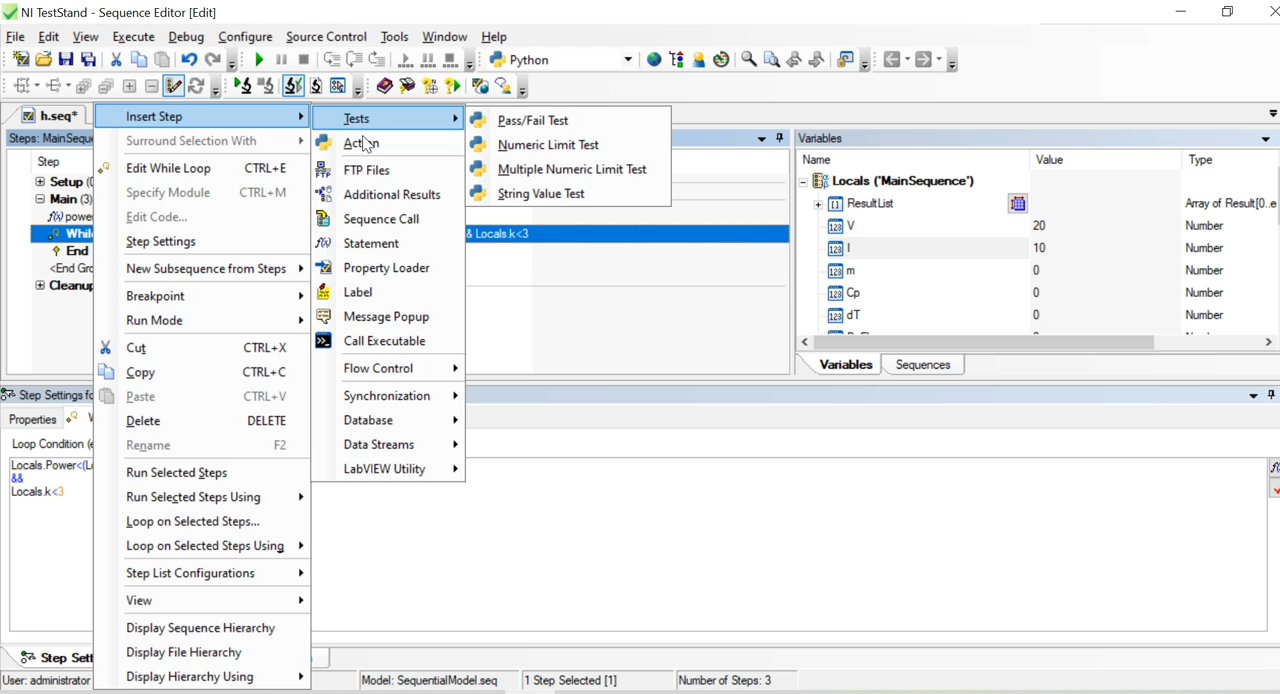 NI TestStand - Sequence Editor [Edit]
File Edit View Execute Debug Configure Source Control Tools Window Help
Python
h.seq*
Steps: MainSeque
Step
Setup (
Main (3)
f(x) powe
Whil
End
<End Gro
Cleanup
& Locals.k<3
Insert Step
Surround Selection With
Edit While Loop CTRL+E
Specify Module CTRL+M
Edit Code...
Step Settings
New Subsequence from Steps
Breakpoint
Run Mode
Cut CTRL+X
Copy CTRL+C
Paste CTRL+V
Delete DELETE
Rename F2
Run Selected Steps
Run Selected Steps Using
Loop on Selected Steps...
Loop on Selected Steps Using
Step List Configurations
View
Display Sequence Hierarchy
Display File Hierarchy
Display Hierarchy Using
Tests
Action
FTP Files
Additional Results
Sequence Call
f(x) Statement
Property Loader
Label
Message Popup
Call Executable
Flow Control
Synchronization
Database
Data Streams
LabVIEW Utility
Pass/Fail Test
Numeric Limit Test
Multiple Numeric Limit Test
String Value Test
Variables
Name Value Type
Locals ('MainSequence')
ResultList Array of Result[0..e
V 20 Number
I 10 Number
m 0 Number
Cp 0 Number
dT 0 Number
Variables Sequences
Step Settings fo
Properties
Loop Condition (e
Locals.Power<(L
&&
Locals.k<3
Step Sett
User: administrator Model: SequentialModel.seq 1 Step Selected [1] Number of Steps: 3